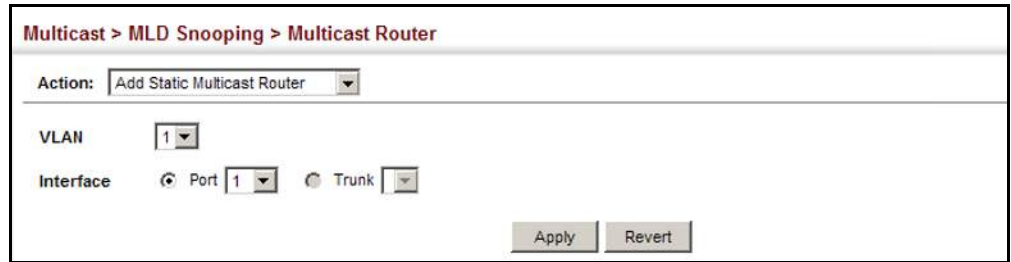 Multicast > MLD Snooping > Multicast Router
Action: Add Static Multicast Router
VLAN 1
Interface Port 1 Trunk
Apply Revert